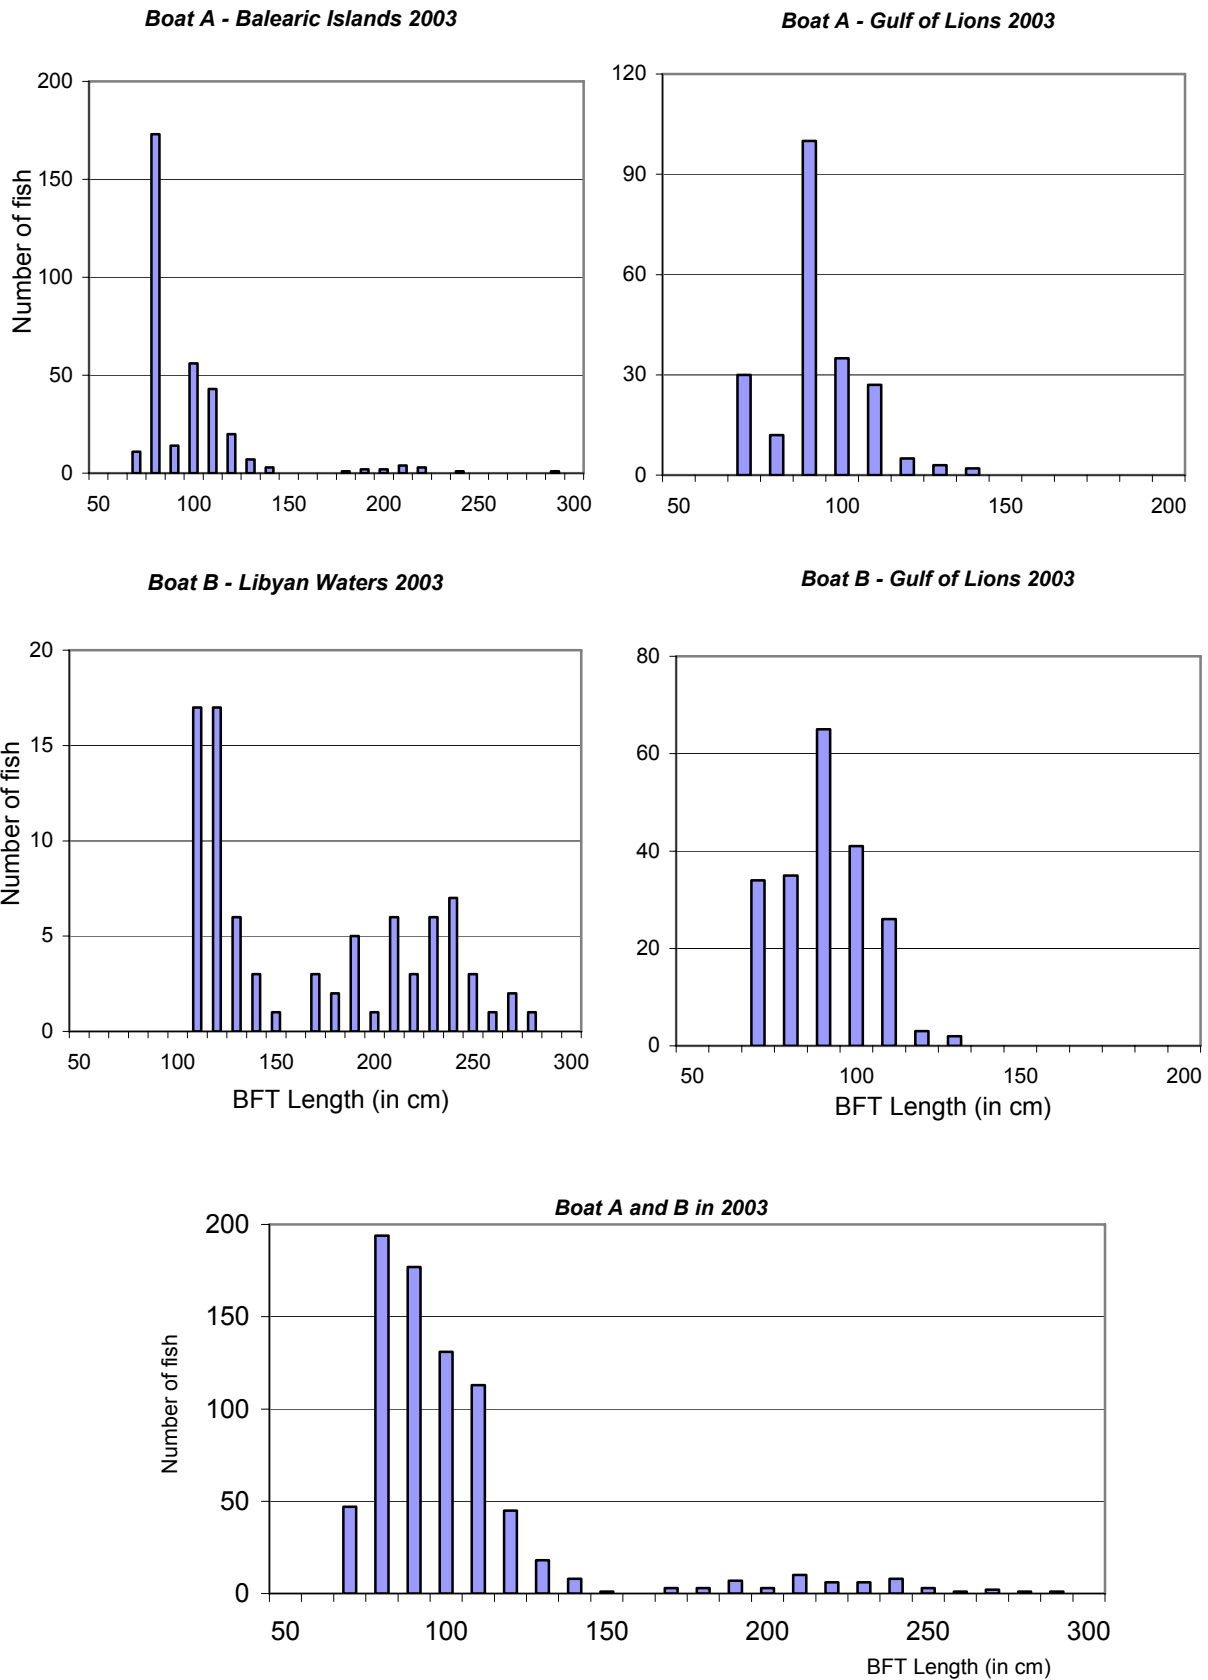 Boat A - Balearic Islands 2003
200
150
100
50
0
Number of fish
50 100 150 200 250 300
Boat A - Gulf of Lions 2003
120
90
60
30
0
50 100 200
Boat B - Libyan Waters 2003
20
15
10
5
0
Number of fish
50 100 150 200 250 300
BFT Length (in cm)
Boat B - Gulf of Lions 2003
80
60
40
20
0
50 100 150 200
BFT Length (in cm)
Boat A and B in 2003
200
150
100
50
0
Number of fish
50 100 150 200 250 300
BFT Length (in cm)